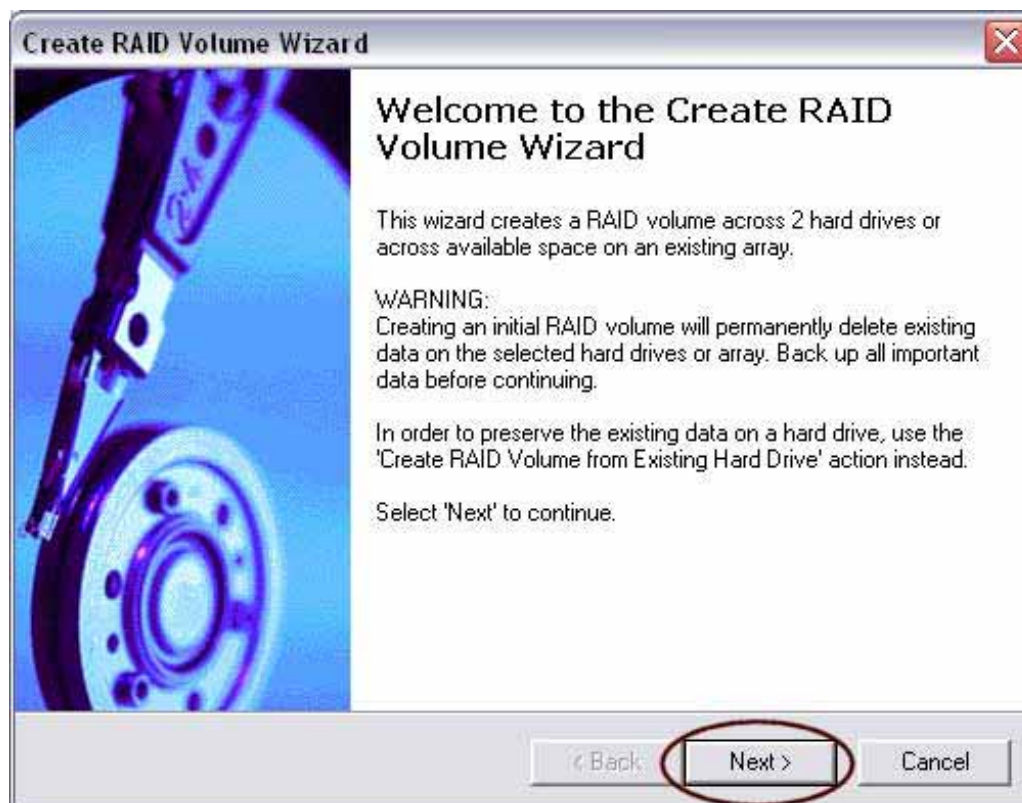 Create RAID Volume Wizard
Welcome to the Create RAID
Volume Wizard
This wizard creates a RAID volume across 2 hard drives or
across available space on an existing array.
WARNING:
Creating an initial RAID volume will permanently delete existing
data on the selected hard drives or array. Back up all important
data before continuing.
In order to preserve the existing data on a hard drive, use the
'Create RAID Volume from Existing Hard Drive' action instead.
Select 'Next' to continue.
< Back
Next >
Cancel